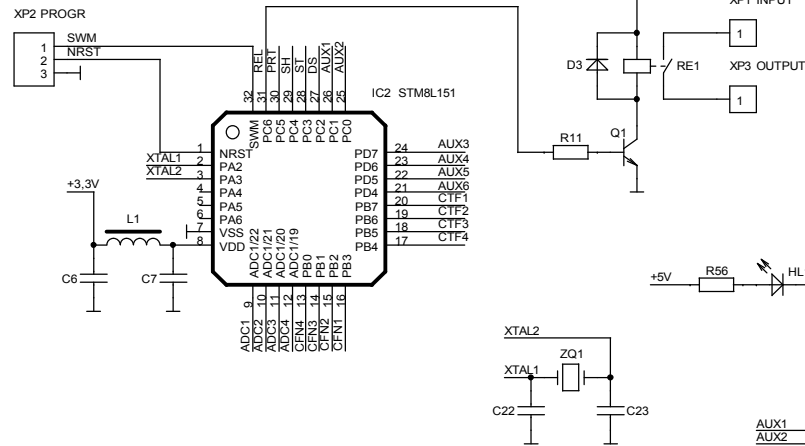 XP2 PROGR
XP1 INPUT
1 SWM
2 NRST
3
1
XP3 OUTPUT
1
D3
RE1
REL
PRT
SH
ST
DS
AUX1
AUX2
32
31
30
29
28
27
26
25
IC2 STM8L151
SWM
PC6
PC5
PC4
PC3
PC2
PC1
PC0
R11
Q1
1 NRST
XTAL1 2 PA2
XTAL2 3 PA3
4 PA4
5 PA5
6 PA6
7 VSS
8 VDD
PD7 24 AUX3
PD6 23 AUX4
PD5 22 AUX5
PD4 21 AUX6
PB7 20 CTF1
PB6 19 CTF2
PB5 18 CTF3
PB4 17 CTF4
+3,3V
L1
C6
C7
ADC1/22
ADC1/21
ADC1/20
ADC1/19
PB0
PB1
PB2
PB3
9
10
11
12
13
14
15
16
ADC1
ADC2
ADC3
ADC4
CFN4
CFN3
CFN2
CFN1
+5V
R56
HL
XTAL2
XTAL1
ZQ1
C22
C23
AUX1
AUX2